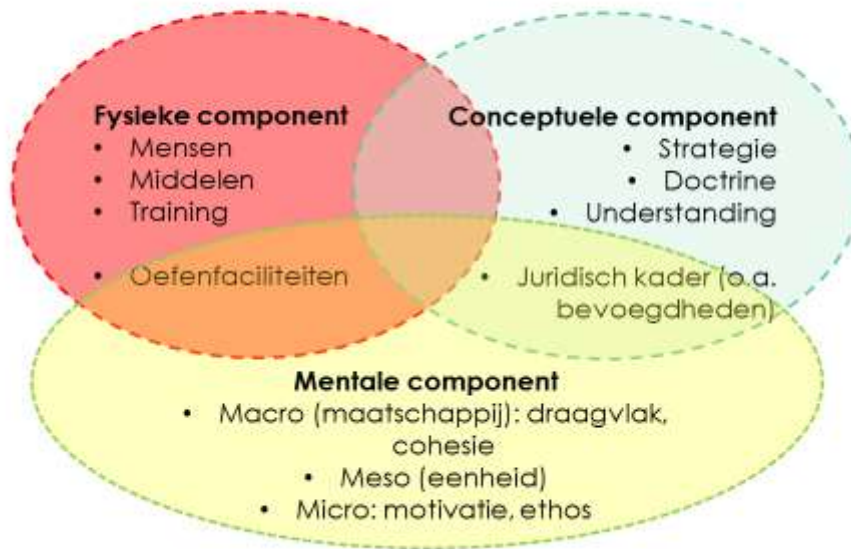 Fysieke component
• Mensen
• Middelen
• Training
• Oefenfaciliteiten
Conceptuele component
• Strategie
• Doctrine
• Understanding
• Juridisch kader (o.a.
bevoegdheden)
Mentale component
• Macro (maatschappij): draagvlak,
cohesie
• Meso (eenheid)
• Micro: motivatie, ethos